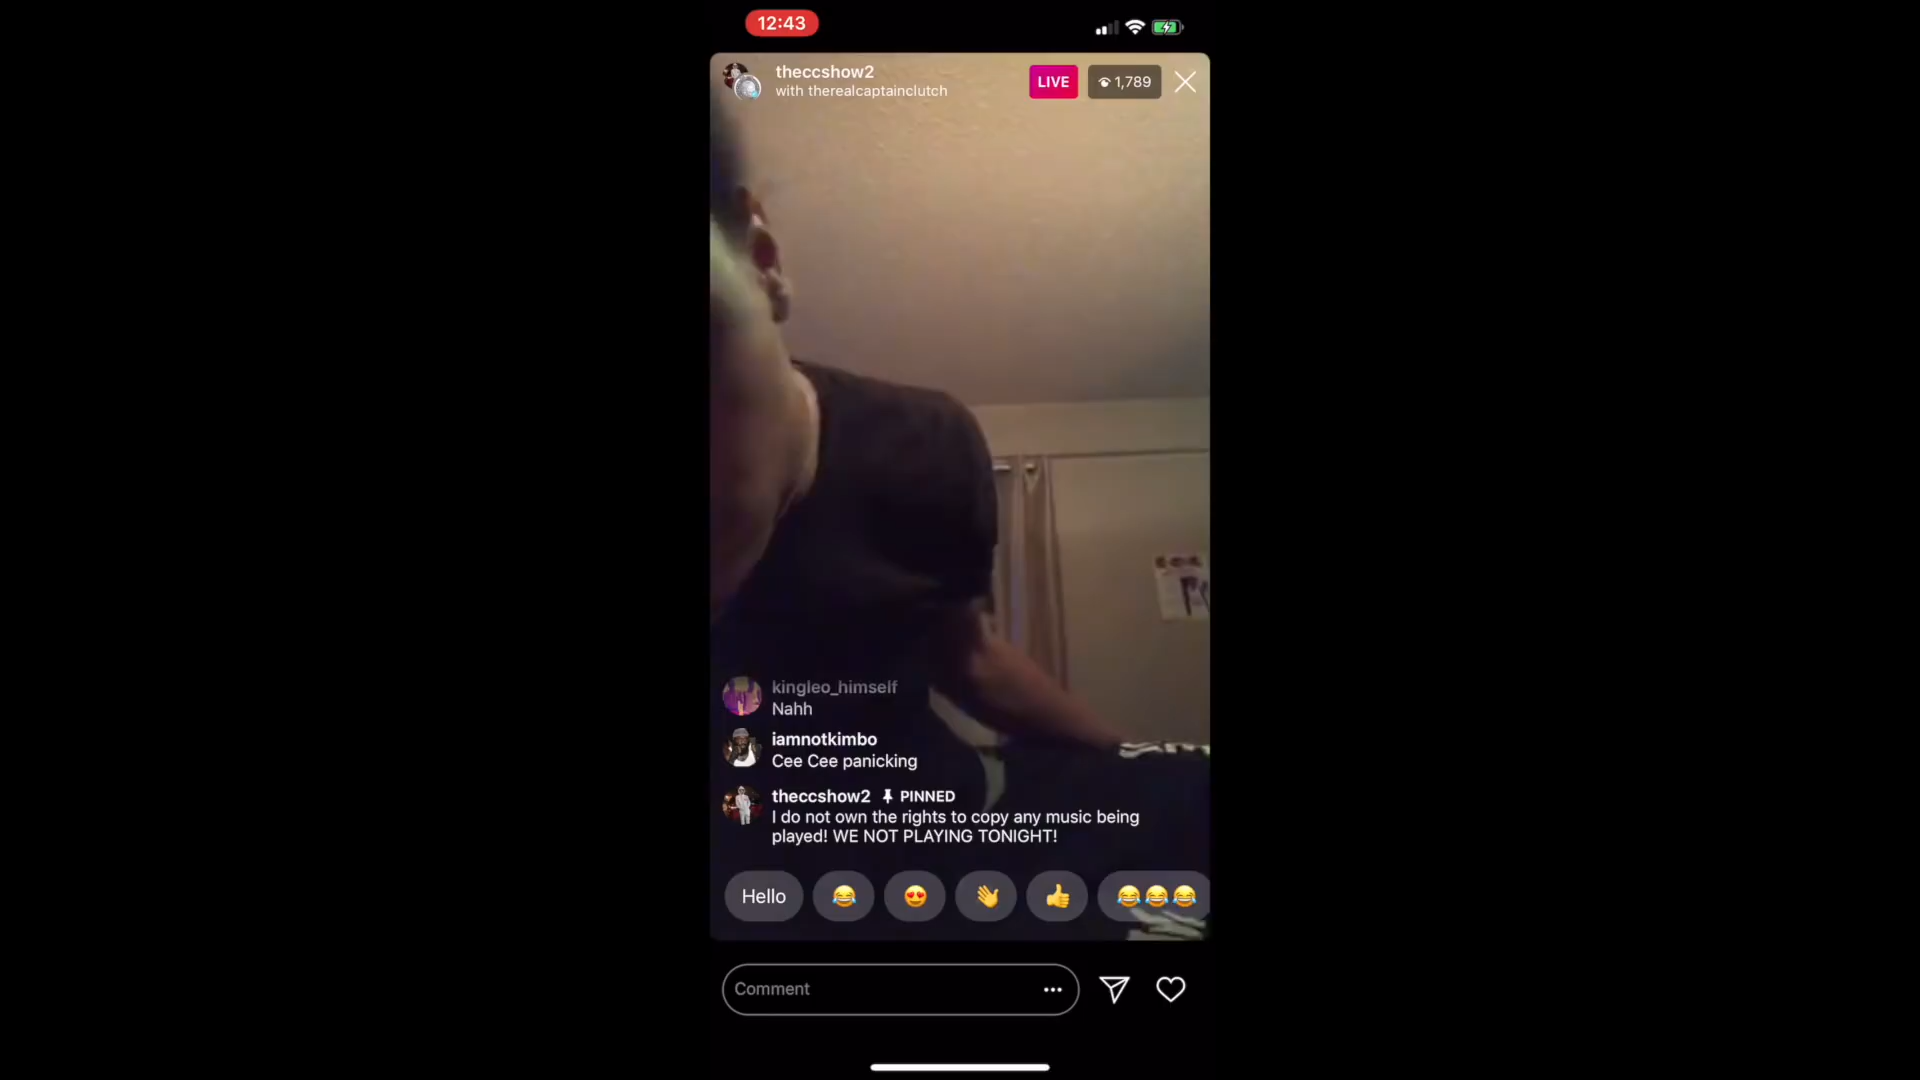 12:43
theccshow2
with therealcaptainclutch
LIVE
1,789
kingleo_himself
Nahh
iamnotkimbo
Cee Cee panicking
theccshow2 PINNED
I do not own the rights to copy any music being
played! WE NOT PLAYING TONIGHT!
Hello 😂 😍 👋 👍 😂😂😂
Comment